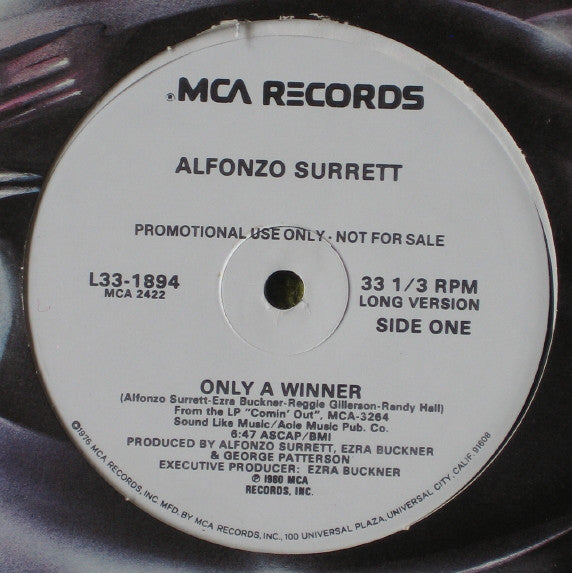 ®MCA RECORDS
ALFONZO SURRETT
PROMOTIONAL USE ONLY - NOT FOR SALE
L33-1894
MCA 2422
33 1/3 RPM
LONG VERSION
SIDE ONE
ONLY A WINNER
(Alfonzo Surrett-Ezra Buckner-Reggie Gillerson-Randy Hall)
From the LP "Comin' Out", MCA-3264
Sound Like Music/Aole Music Pub. Co.
6:47 ASCAP/BMI
PRODUCED BY ALFONZO SURRETT, EZRA BUCKNER
& GEORGE PATTERSON
EXECUTIVE PRODUCER: EZRA BUCKNER
℗ 1980 MCA
RECORDS, INC.
©1976 MCA RECORDS, INC. MFD. BY MCA RECORDS, INC., 100 UNIVERSAL PLAZA, UNIVERSAL CITY, CALIF. 91608